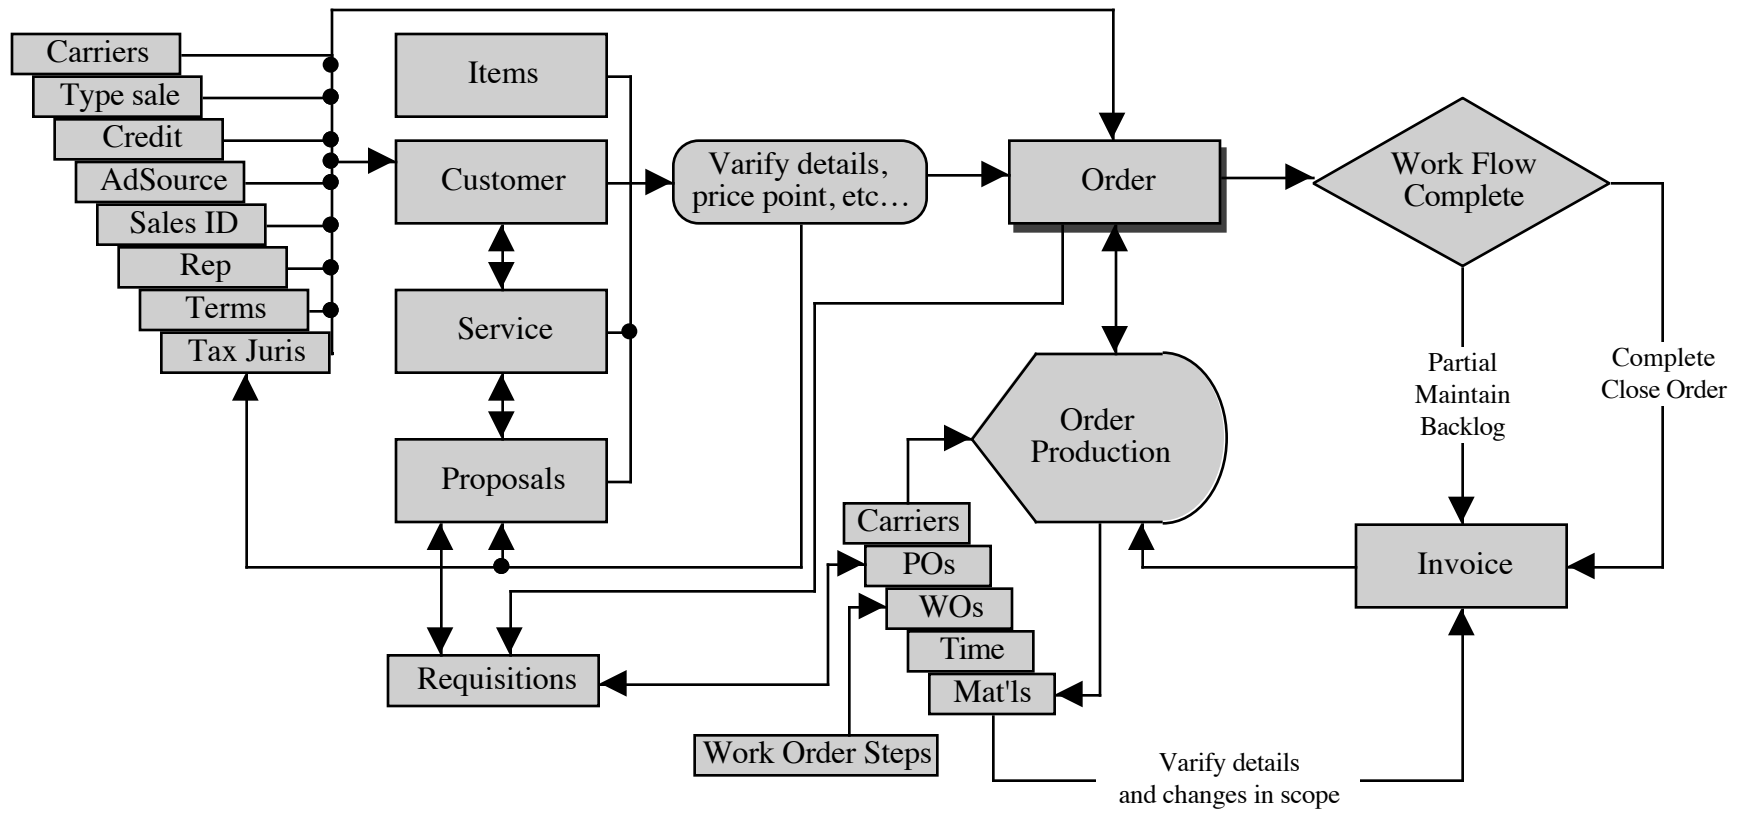 Carriers
Type sale
Credit
AdSource
Sales ID
Rep
Terms
Tax Juris
Items
Customer
Service
Proposals
Requisitions
Varify details,
price point, etc…
Order
Work Flow
Complete
Partial
Maintain
Backlog
Complete
Close Order
Order
Production
Carriers
POs
WOs
Time
Mat'ls
Work Order Steps
Invoice
Varify details
and changes in scope